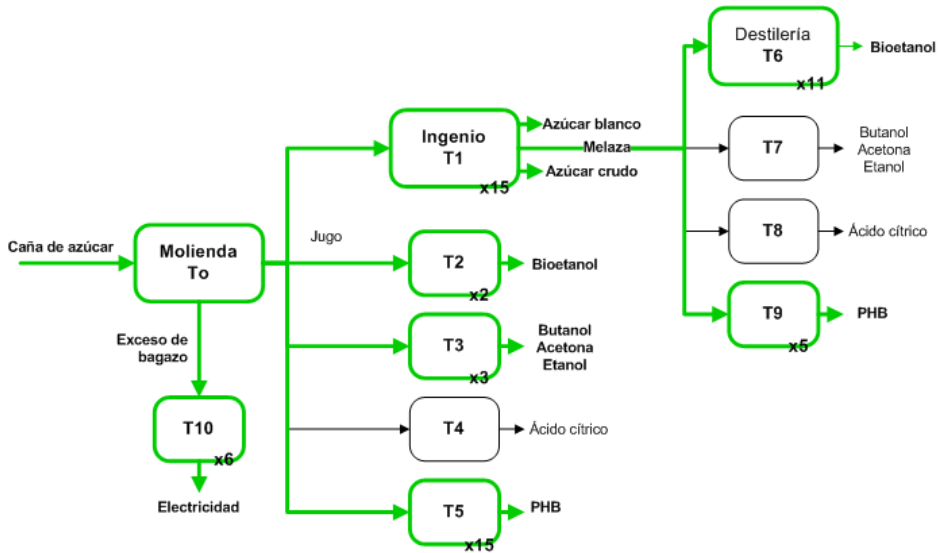 Destilería
T6
x11
Bioetanol
Ingenio
T1
x15
Azúcar blanco
Melaza
Azúcar crudo
T7
Butanol
Acetona
Etanol
Caña de azúcar
Molienda
To
Jugo
T2
x2
Bioetanol
T8
Ácido cítrico
Exceso de
bagazo
T3
x3
Butanol
Acetona
Etanol
T9
x5
PHB
T10
x6
Electricidad
T4
Ácido cítrico
T5
x15
PHB